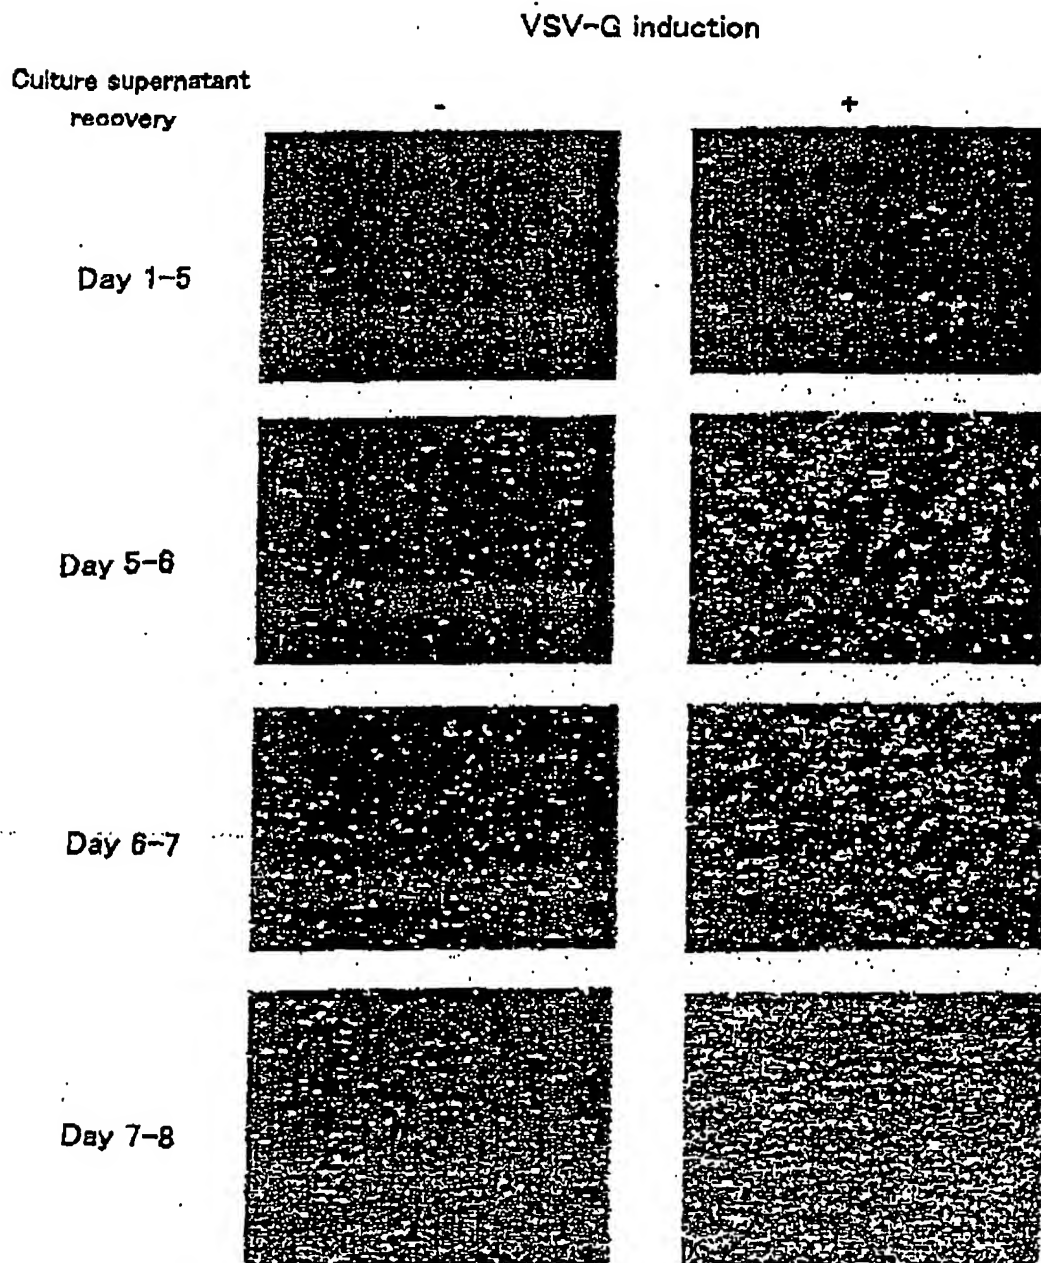 VSV-G induction
Culture supernatant
recovery
-
+
Day 1-5
Day 5-6
Day 6-7
Day 7-8